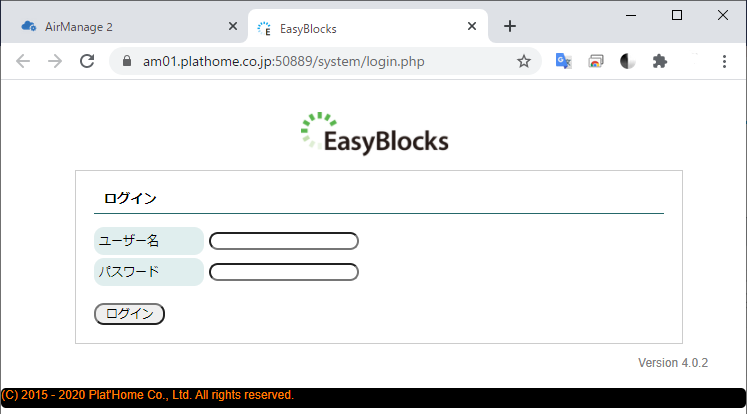 AirManage 2
EasyBlocks
am01.plathome.co.jp:50889/system/login.php
EasyBlocks
ログイン
ユーザー名
パスワード
ログイン
Version 4.0.2
(C) 2015 - 2020 Plat'Home Co., Ltd. All rights reserved.